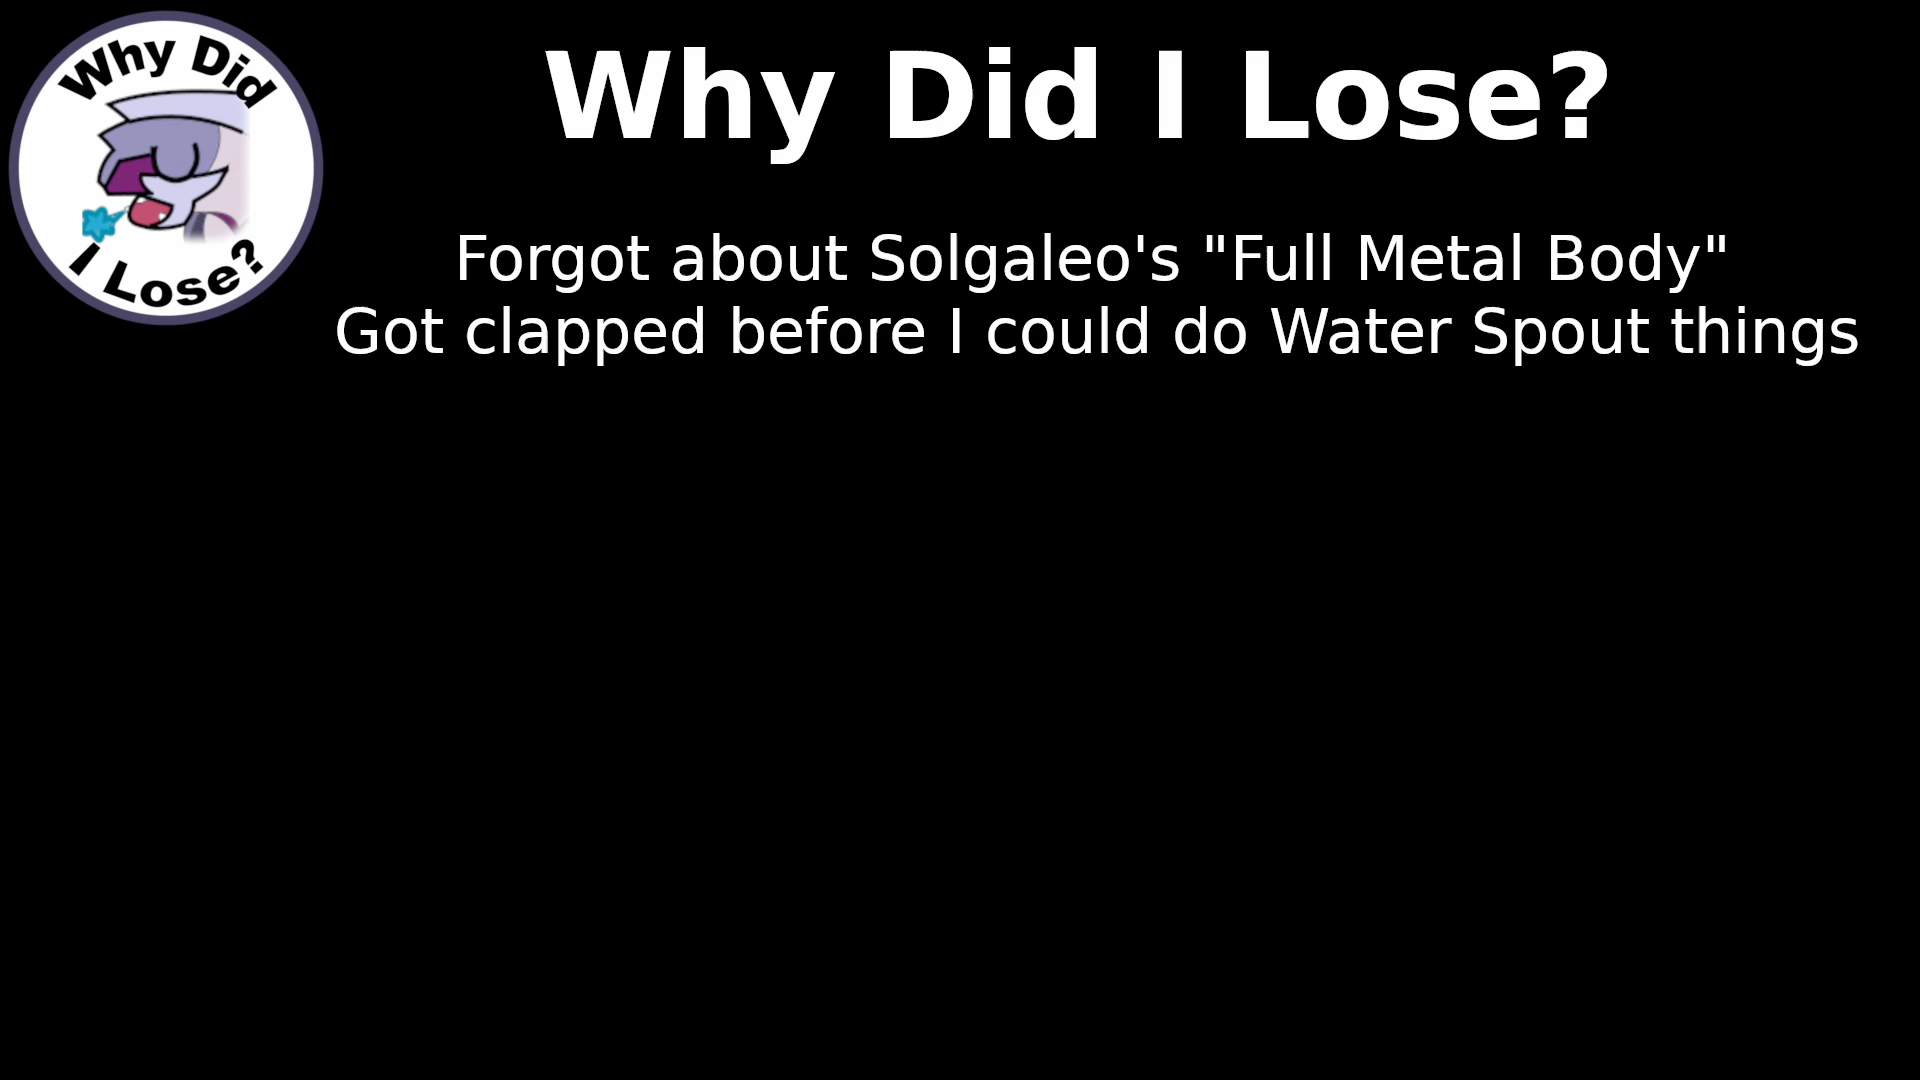 Why Did
I Lose?
Why Did I Lose?
Forgot about Solgaleo's "Full Metal Body"
Got clapped before I could do Water Spout things